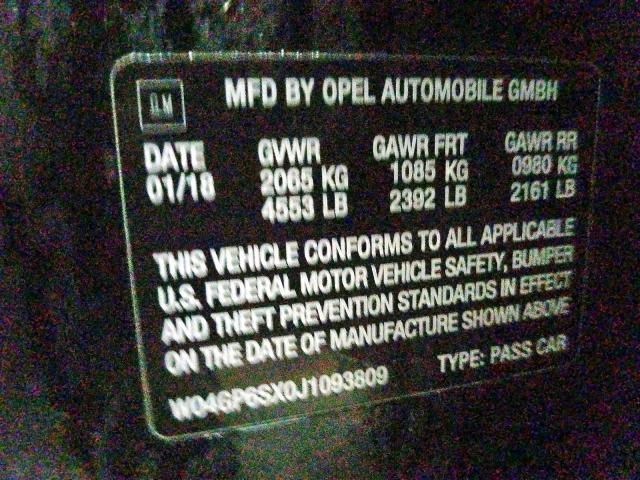 GM
MFD BY OPEL AUTOMOBILE GMBH
DATE GVWR GAWR FRT GAWR RR
01/18 2065 KG 1085 KG 0980 KG
4553 LB 2392 LB 2161 LB
THIS VEHICLE CONFORMS TO ALL APPLICABLE
U.S. FEDERAL MOTOR VEHICLE SAFETY, BUMPER
AND THEFT PREVENTION STANDARDS IN EFFECT
ON THE DATE OF MANUFACTURE SHOWN ABOVE
W04GP6SX0J1093809 TYPE: PASS CAR